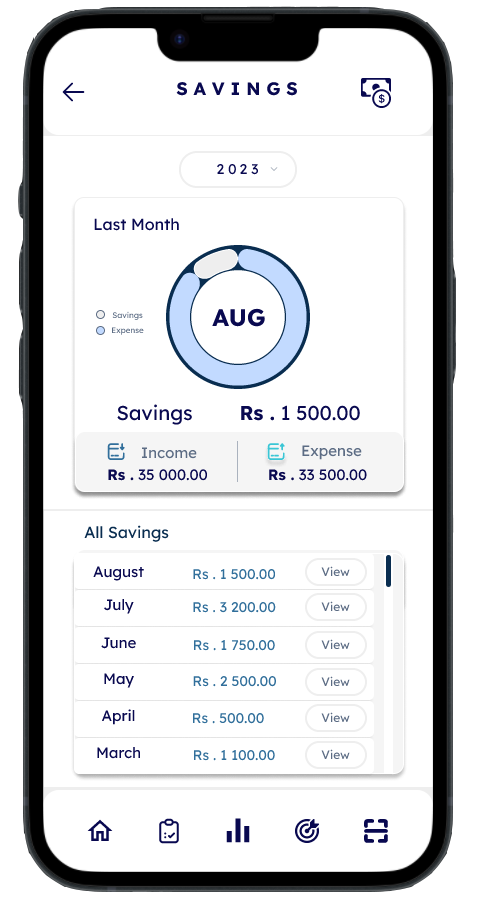 SAVINGS
$
2023
Last Month
AUG
Savings
Expense
Savings Rs . 1 500.00
Income Expense
Rs . 35 000.00 Rs . 33 500.00
All Savings
August Rs . 1 500.00 View
July Rs . 3 200.00 View
June Rs . 1 750.00 View
May Rs . 2 500.00 View
April Rs . 500.00 View
March Rs . 1 100.00 View